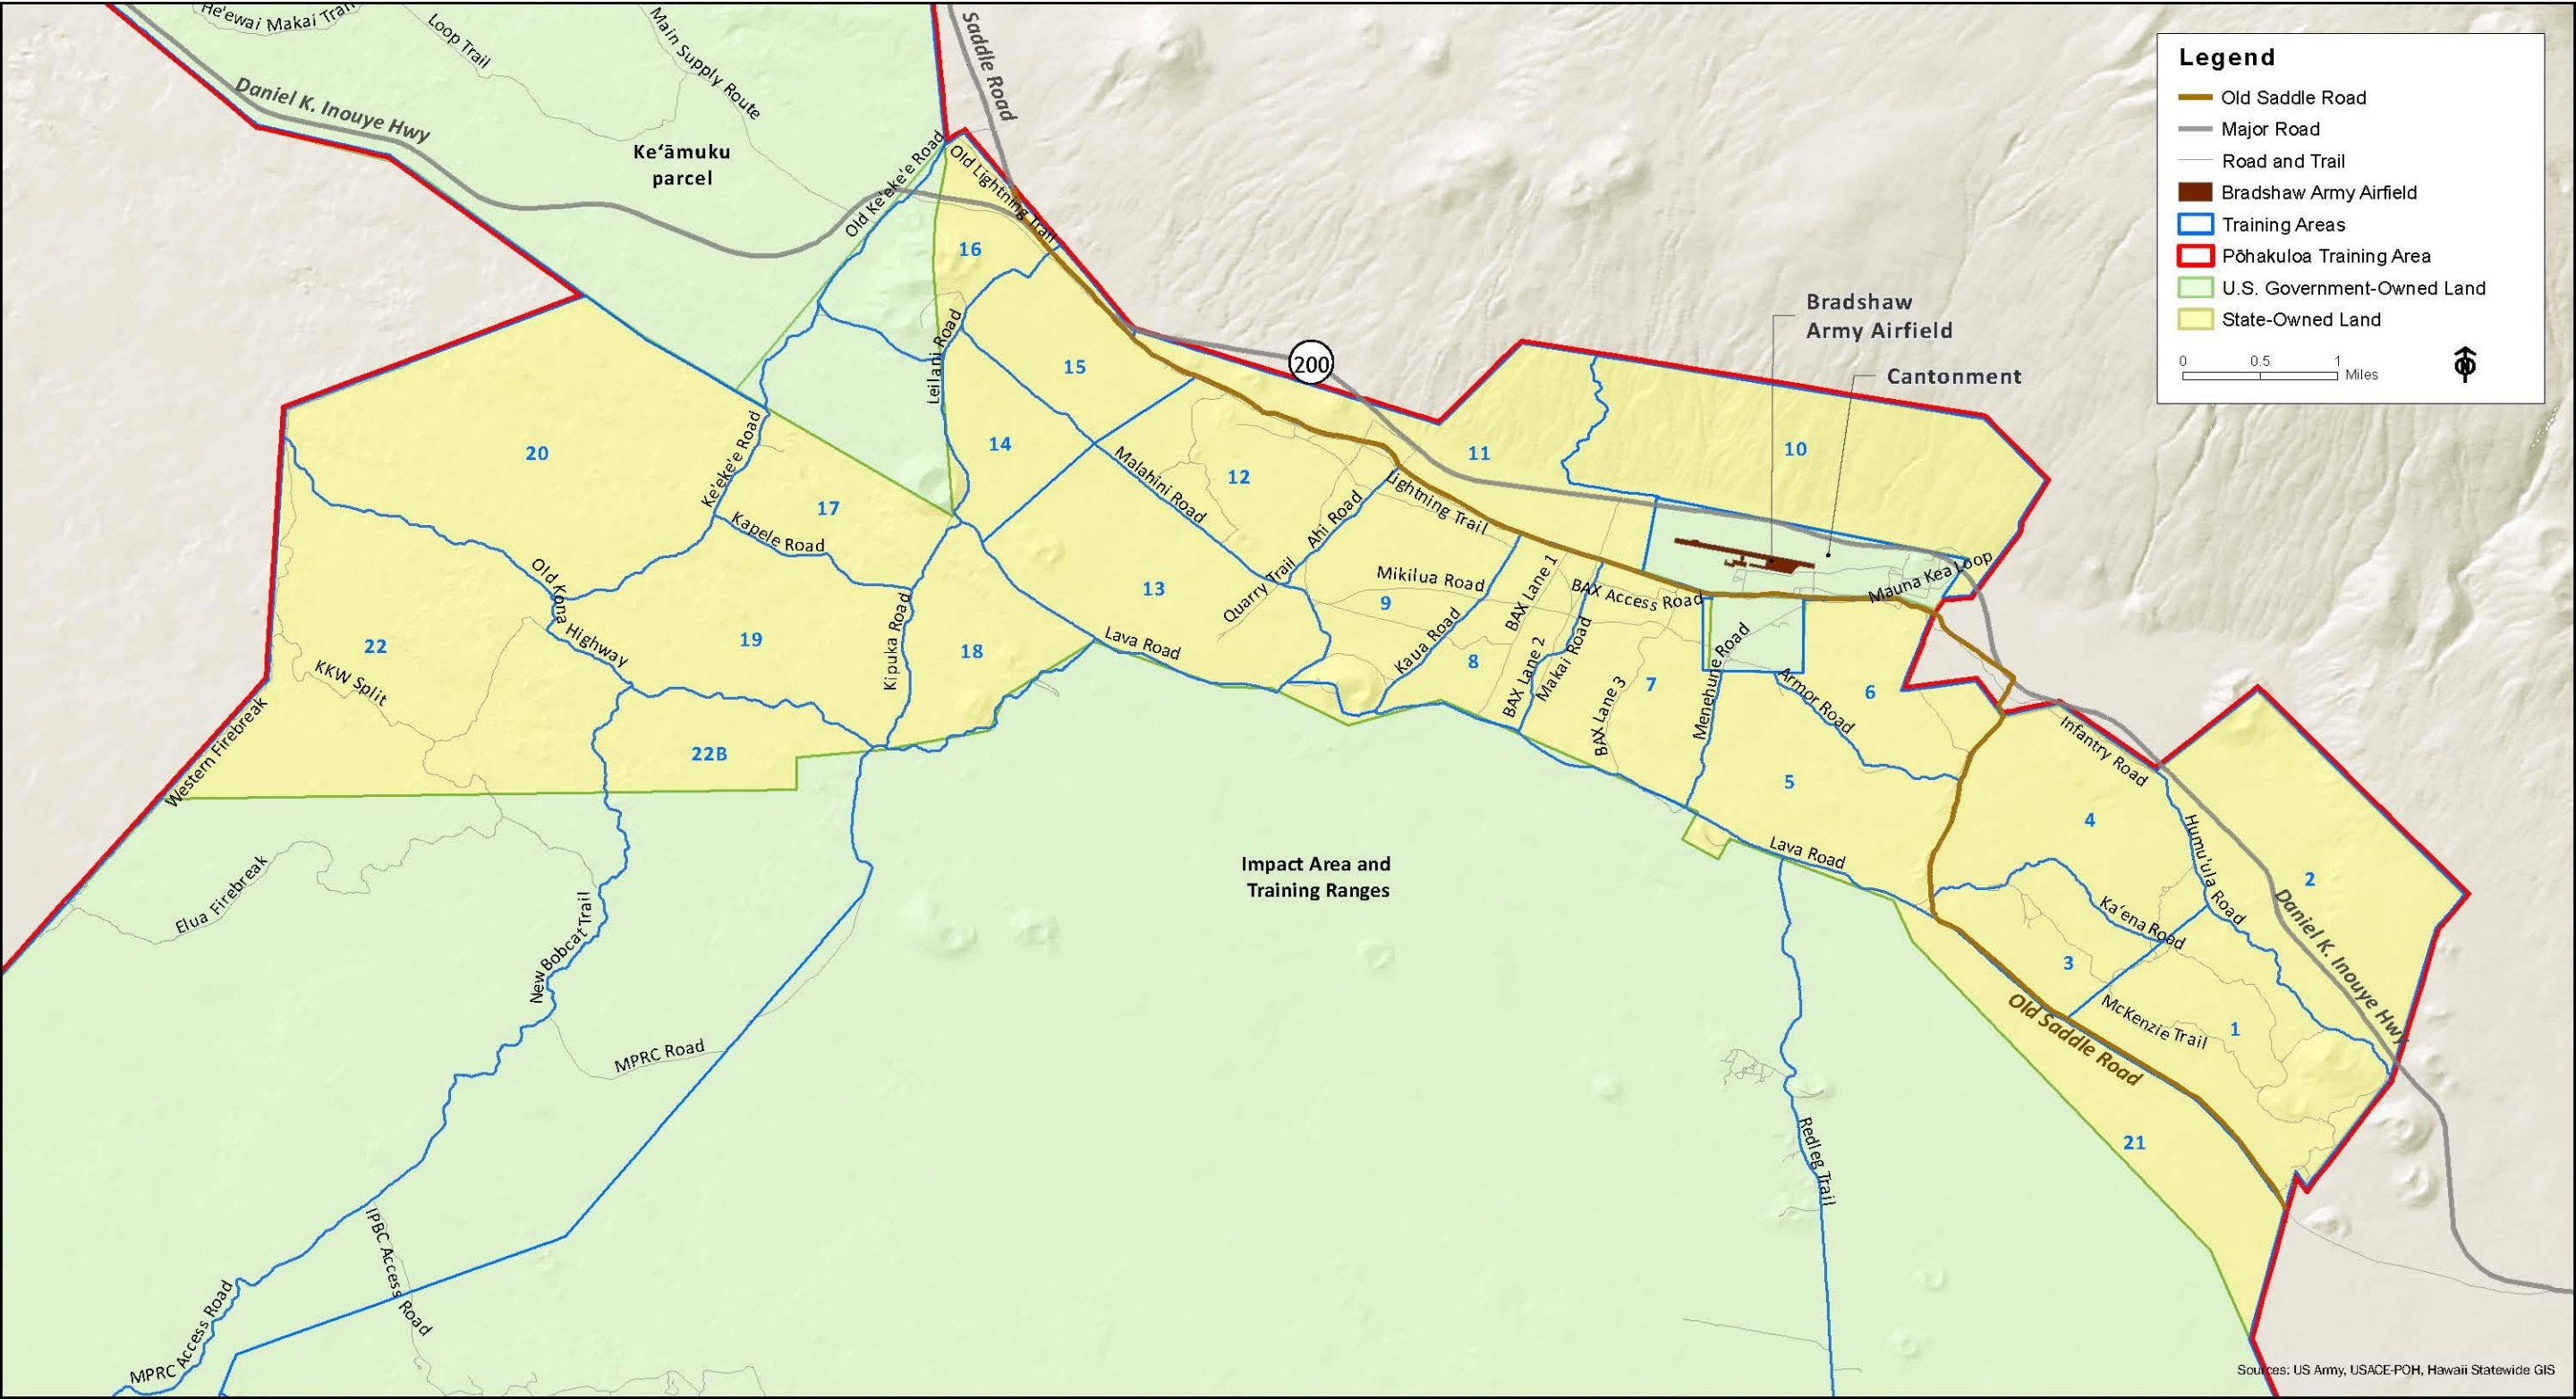 He'ewai Makai Trail
Loop Trail
Main Supply Route
Saddle Road
Daniel K. Inouye Hwy
Keʻāmuku
parcel
Old Ke'eke'e Road
Old Lightning Trail
16
Leilani Road
15
200
Bradshaw
Army Airfield
Cantonment
Legend
Old Saddle Road
Major Road
Road and Trail
Bradshaw Army Airfield
Training Areas
Pōhakuloa Training Area
U.S. Government-Owned Land
State-Owned Land
0 0.5 1
Miles
20
Ke'eke'e Road
17
Kapele Road
14
Malahini Road
12
Ahi Road
Lightning Trail
11
10
Old Kona Highway
13
Quarry Trail
Mikilua Road
9
Kaua Road
BAX Lane 1
BAX Access Road
Mauna Kea Loop
22
KKW Split
19
Kipuka Road
18
Lava Road
8
BAX Lane 2
Makai Road
BAX Lane 3
7
Menehune Road
Armor Road
6
Western Firebreak
22B
5
Infantry Road
4
Humu'ula Road
2
Daniel K. Inouye Hwy
Impact Area and
Training Ranges
Lava Road
Elua Firebreak
New Bobcat Trail
Ka'ena Road
3
McKenzie Trail
1
Old Saddle Road
MPRC Road
Redleg Trail
21
IPBC Access Road
MPRC Access Road
Sources: US Army, USACE-POH, Hawaii Statewide GIS